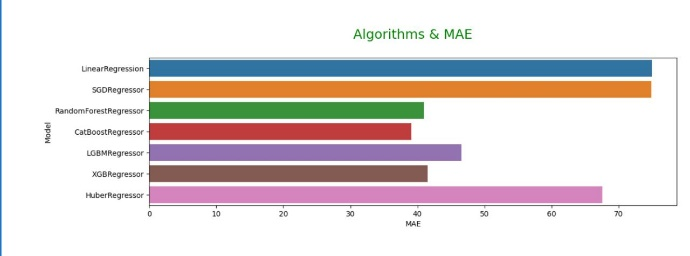 Algorithms & MAE
LinearRegression
SGDRegressor
RandomForestRegressor
CatBoostRegressor
LGBMRegressor
XGBRegressor
HuberRegressor
Model
0 10 20 30 40 50 60 70
MAE